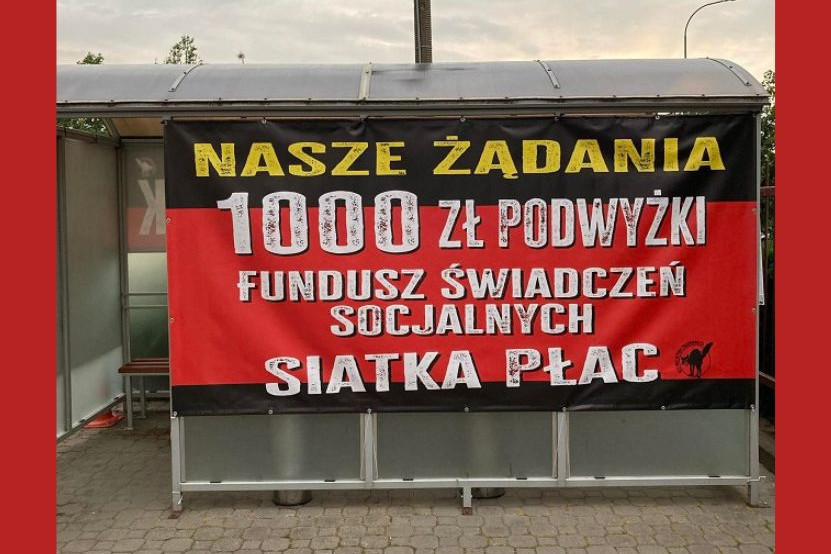 NASZE ŻĄDANIA
1000 ZŁ PODWYŻKI
FUNDUSZ ŚWIADCZEŃ
SOCJALNYCH
SIATKA PŁAC